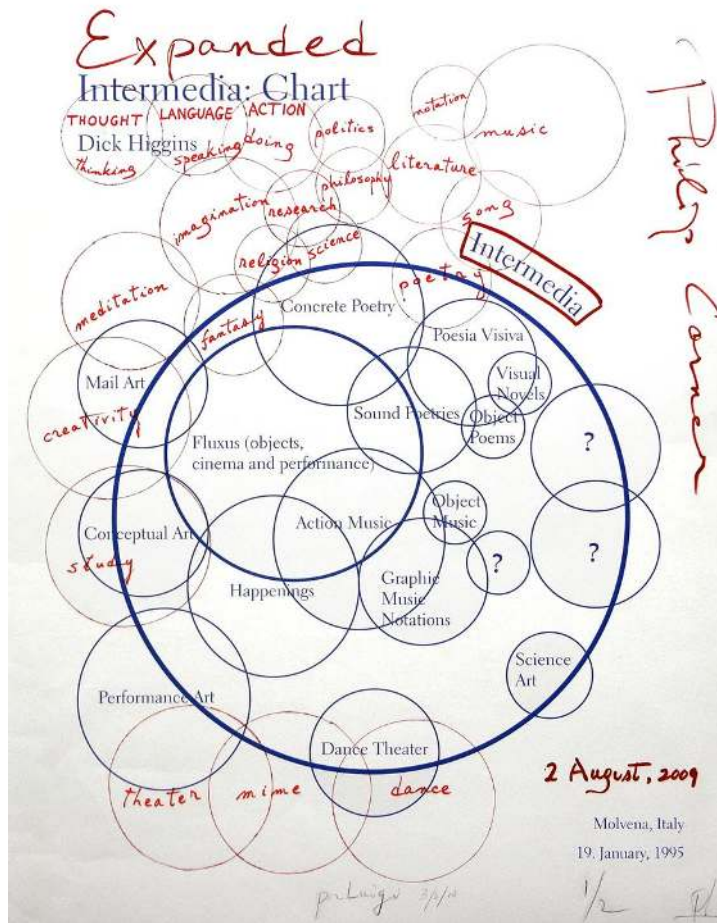 Expanded
Intermedia: Chart
THOUGHT LANGUAGE ACTION
Dick Higgins
thinking
speaking
doing
politics
notation
music
literature
philosophy
imagination
research
song
religion
science
poetry
Intermedia
Philip Corner
meditation
fantasy
Concrete Poetry
Poesia Visiva
Mail Art
Visual
Novels
creativity
Sound Poetries
Object
Poems
?
Fluxus (objects,
cinema and performance)
Conceptual Art
study
Action Music
Object
Music
?
?
Happenings
Graphic
Music
Notations
Science
Art
Performance Art
Dance Theater
theater
mime
dance
2 August, 2009
Molvena, Italy
19. January, 1995
1/2